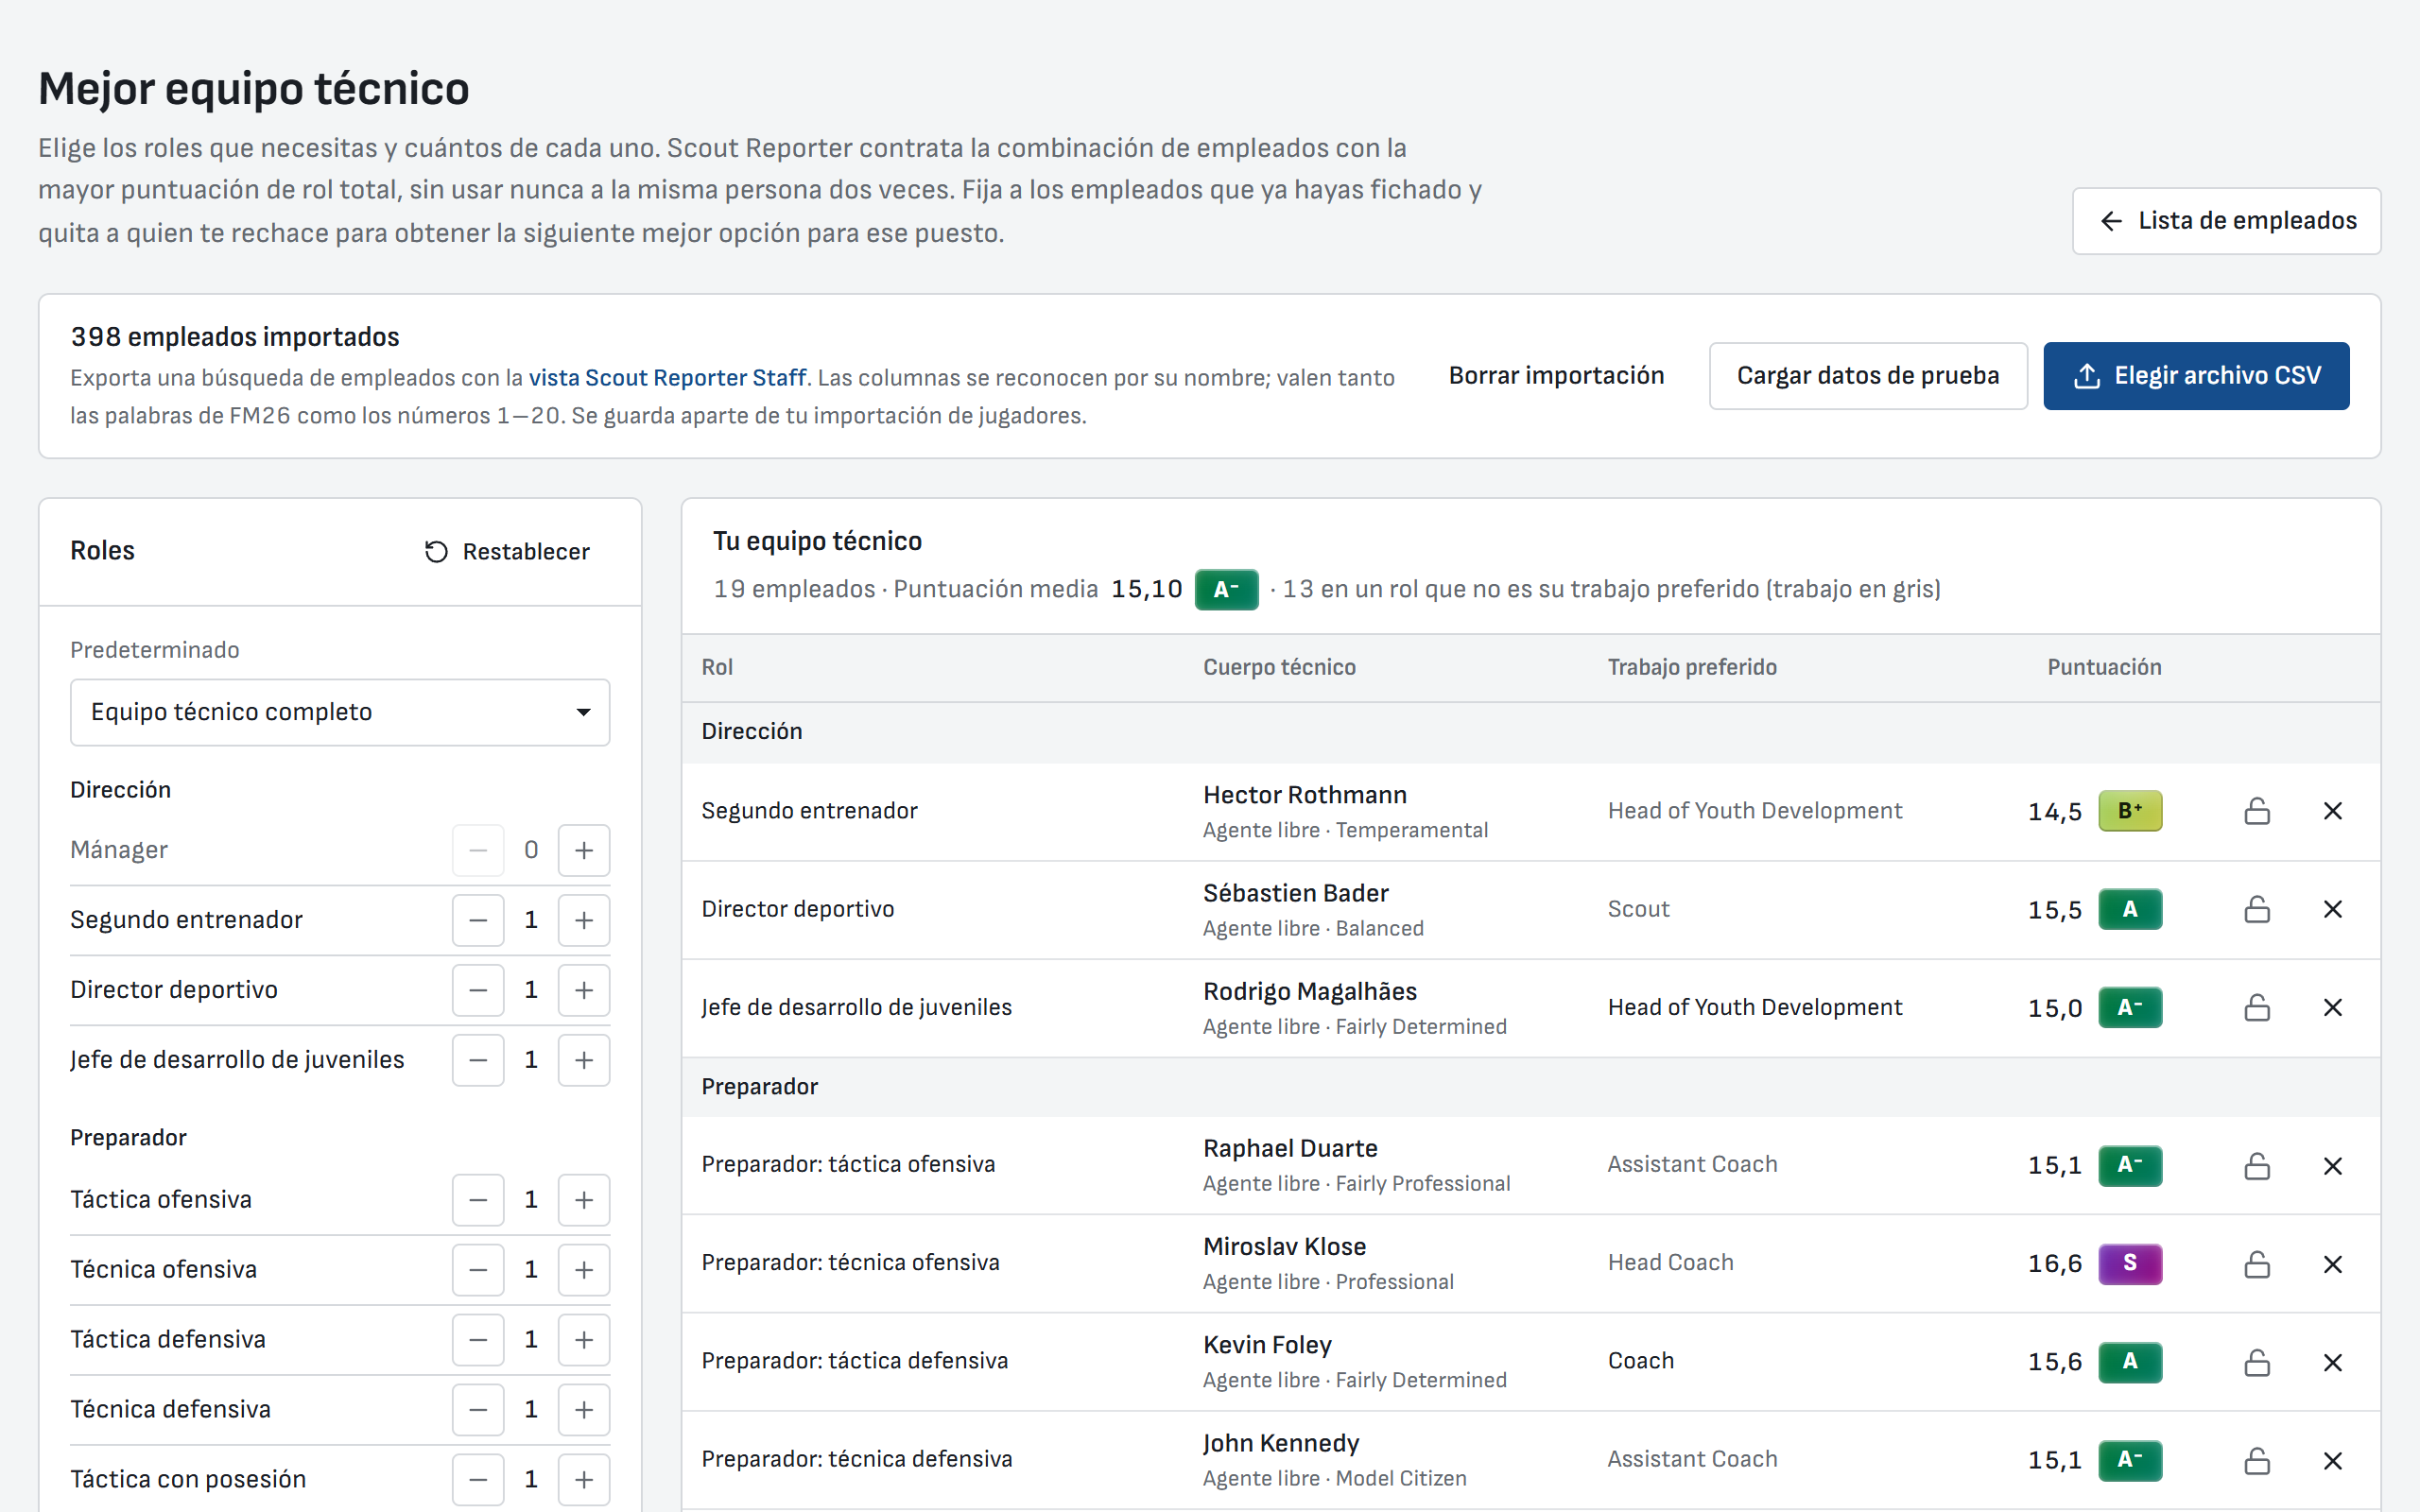 Mejor equipo técnico
Elige los roles que necesitas y cuántos de cada uno. Scout Reporter contrata la combinación de empleados con la
mayor puntuación de rol total, sin usar nunca a la misma persona dos veces. Fija a los empleados que ya hayas fichado y
quita a quien te rechace para obtener la siguiente mejor opción para ese puesto.
Lista de empleados
398 empleados importados
Exporta una búsqueda de empleados con la vista Scout Reporter Staff. Las columnas se reconocen por su nombre; valen tanto
las palabras de FM26 como los números 1–20. Se guarda aparte de tu importación de jugadores.
Borrar importación
Cargar datos de prueba
Elegir archivo CSV
Roles
Restablecer
Predeterminado
Equipo técnico completo
Dirección
Mánager − 0 +
Segundo entrenador − 1 +
Director deportivo − 1 +
Jefe de desarrollo de juveniles − 1 +
Preparador
Táctica ofensiva − 1 +
Técnica ofensiva − 1 +
Táctica defensiva − 1 +
Técnica defensiva − 1 +
Táctica con posesión − 1 +
Tu equipo técnico
19 empleados · Puntuación media 15,10 A⁻ · 13 en un rol que no es su trabajo preferido (trabajo en gris)
Rol Cuerpo técnico Trabajo preferido Puntuación
Dirección
Segundo entrenador Hector Rothmann Head of Youth Development 14,5 B⁺
Agente libre · Temperamental
Director deportivo Sébastien Bader Scout 15,5 A
Agente libre · Balanced
Jefe de desarrollo de juveniles Rodrigo Magalhães Head of Youth Development 15,0 A⁻
Agente libre · Fairly Determined
Preparador
Preparador: táctica ofensiva Raphael Duarte Assistant Coach 15,1 A⁻
Agente libre · Fairly Professional
Preparador: técnica ofensiva Miroslav Klose Head Coach 16,6 S
Agente libre · Professional
Preparador: táctica defensiva Kevin Foley Coach 15,6 A
Agente libre · Fairly Determined
Preparador: técnica defensiva John Kennedy Assistant Coach 15,1 A⁻
Agente libre · Model Citizen